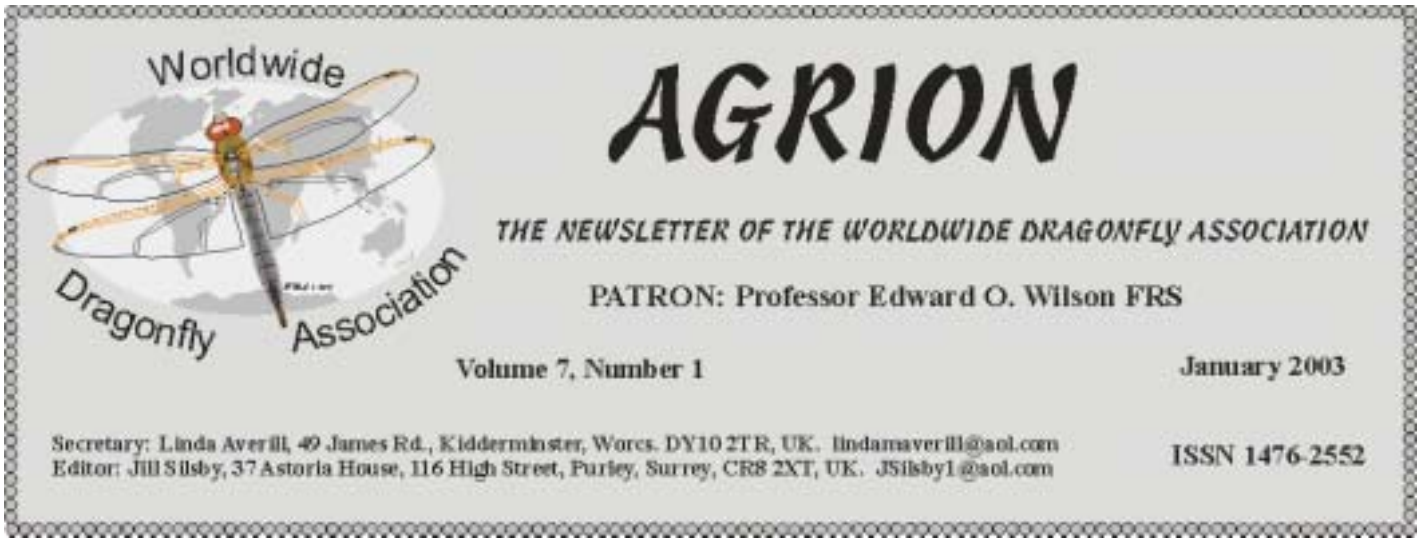 Worldwide
Dragonfly Association
AGRION
THE NEWSLETTER OF THE WORLDWIDE DRAGONFLY ASSOCIATION
PATRON: Professor Edward O. Wilson FRS
Volume 7, Number 1
January 2003
Secretary: Linda Averill, 49 James Rd., Kidderminster, Worcs. DY10 2TR, UK. lindamaverill@aol.com
Editor: Jill Silsby, 37 Astoria House, 116 High Street, Purley, Surrey, CR8 2XT, UK. JSilsby1@aol.com
ISSN 1476-2552